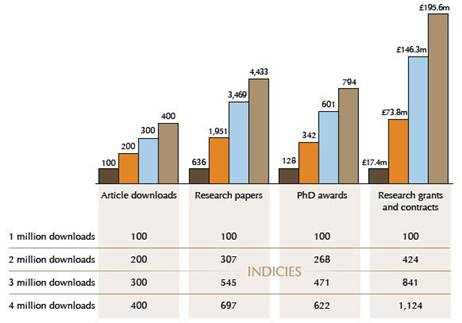 £195.6m
£146.3m
4,433
3,469
794
601
400
£73.8m
300
1,951
342
200
100
636
128
£17.4m
Article downloads
Research papers
PhD awards
Research grants
and contracts
1 million downloads 100 100 100 100
2 million downloads 200 307 268 424
INDICIES
3 million downloads 300 545 471 841
4 million downloads 400 697 622 1,124